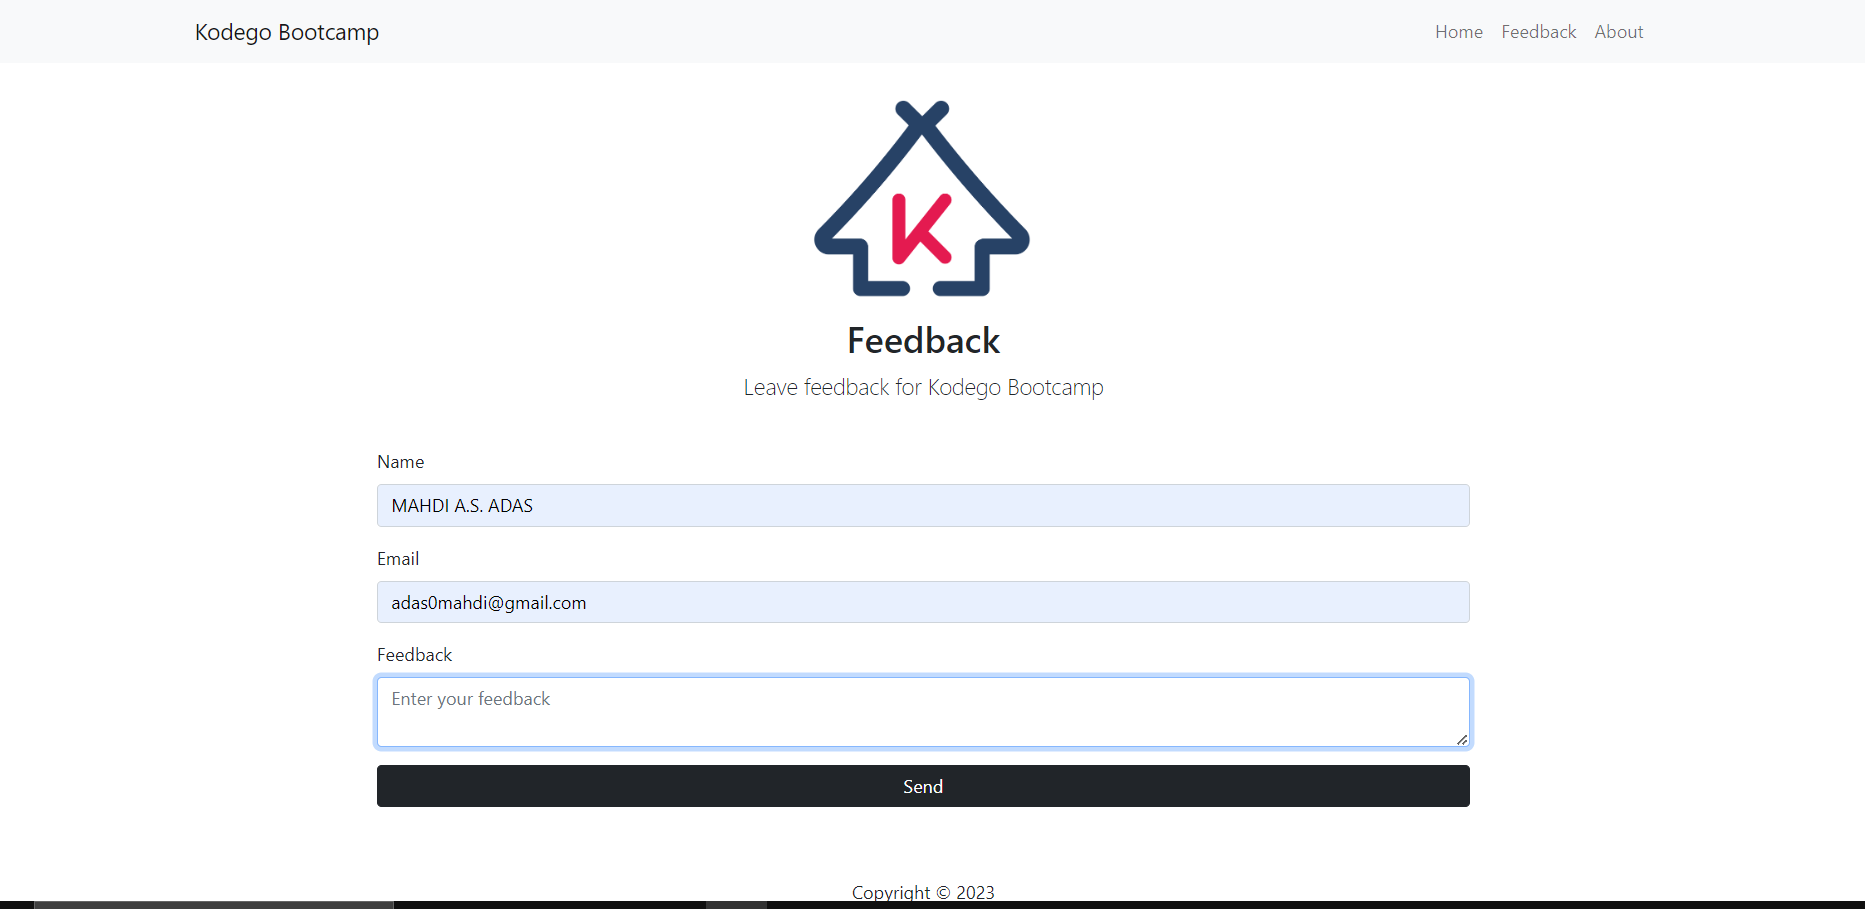 Kodego Bootcamp
Home Feedback About
K
Feedback
Leave feedback for Kodego Bootcamp
Name
MAHDI A.S. ADAS
Email
adas0mahdi@gmail.com
Feedback
Enter your feedback
Send
Copyright © 2023